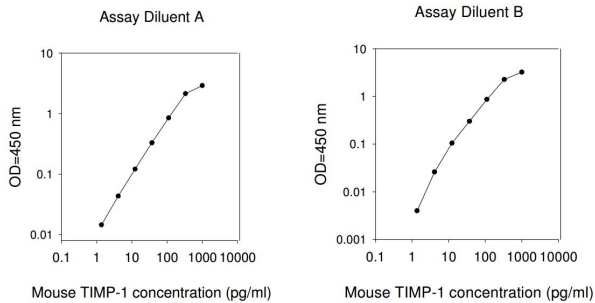 Assay Diluent A
10
1
0.1
0.01
OD=450 nm
0.1 1 10 100 1000 10000
Mouse TIMP-1 concentration (pg/ml)
Assay Diluent B
10
1
0.1
0.01
0.001
OD=450 nm
0.1 1 10 100 1000 10000
Mouse TIMP-1 concentration (pg/ml)